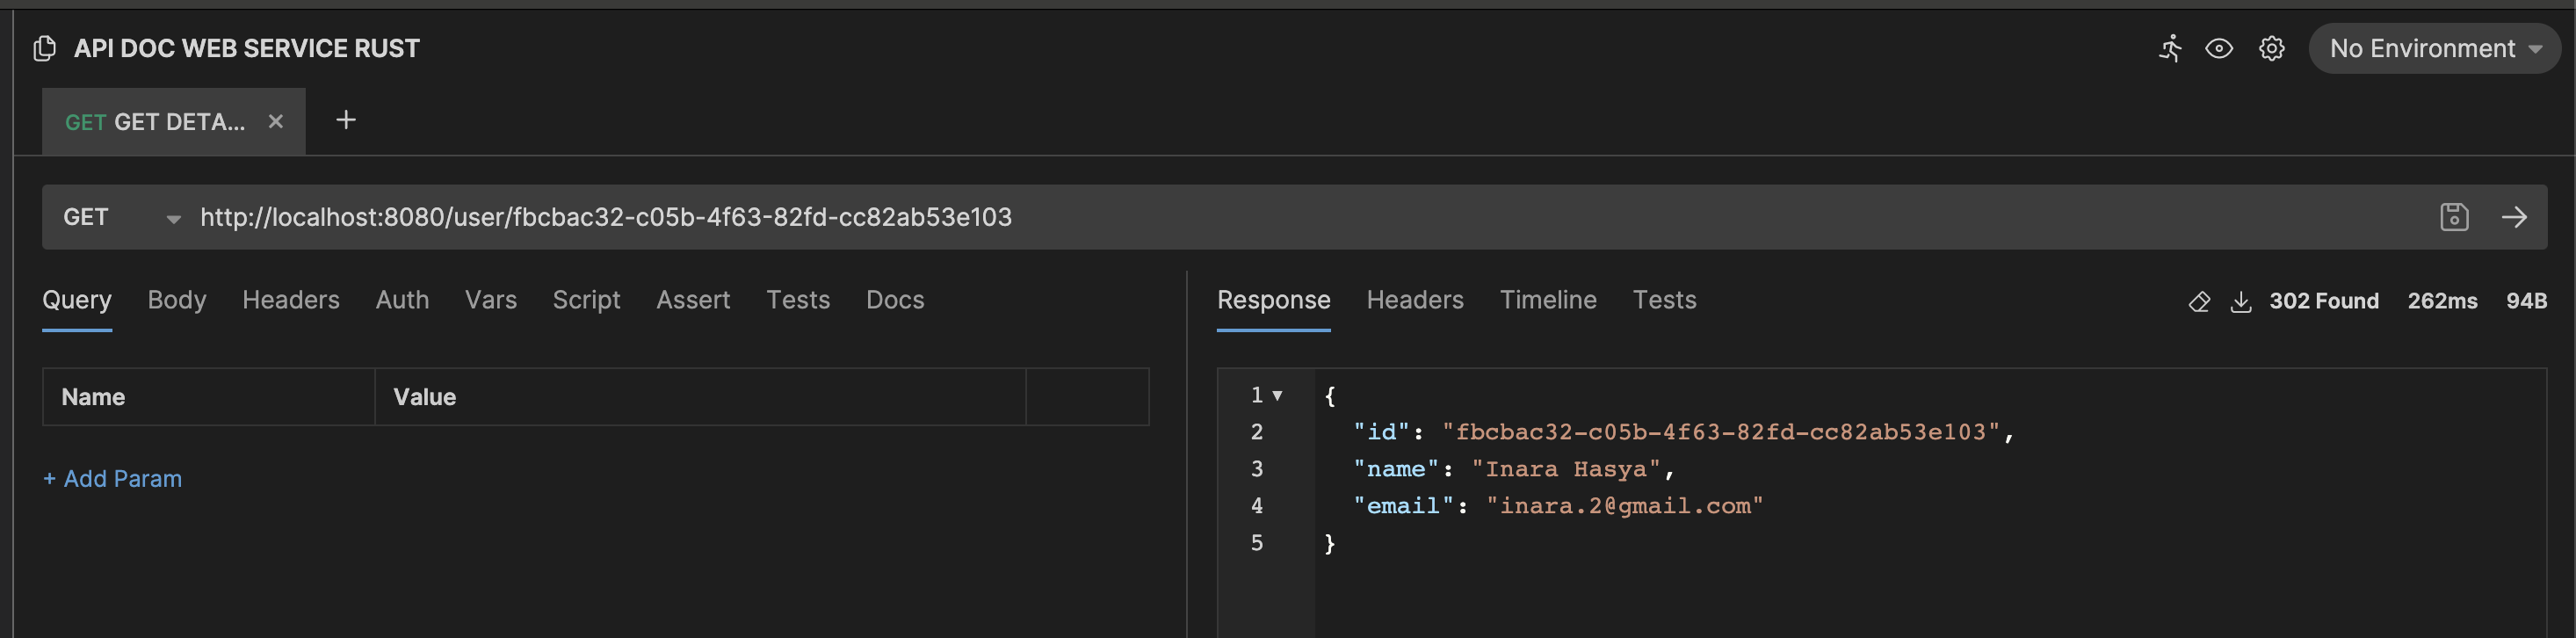 API DOC WEB SERVICE RUST
No Environment
GET GET DETA...
GET http://localhost:8080/user/fbcbac32-c05b-4f63-82fd-cc82ab53e103
Query Body Headers Auth Vars Script Assert Tests Docs
Name Value
+ Add Param
Response Headers Timeline Tests 302 Found 262ms 94B
1 {
2 "id": "fbcbac32-c05b-4f63-82fd-cc82ab53e103",
3 "name": "Inara Hasya",
4 "email": "inara.2@gmail.com"
5 }